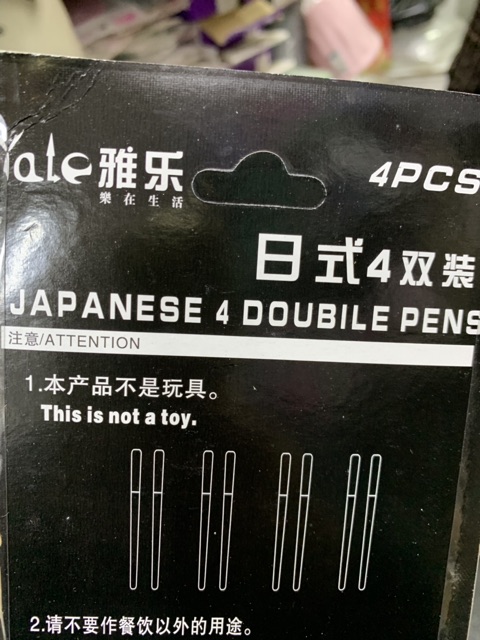 Yate雅乐
樂在生活
4PCS
日式4双装
JAPANESE 4 DOUBILE PENS
注意/ATTENTION
1.本产品不是玩具。
This is not a toy.
2.请不要作餐饮以外的用途。